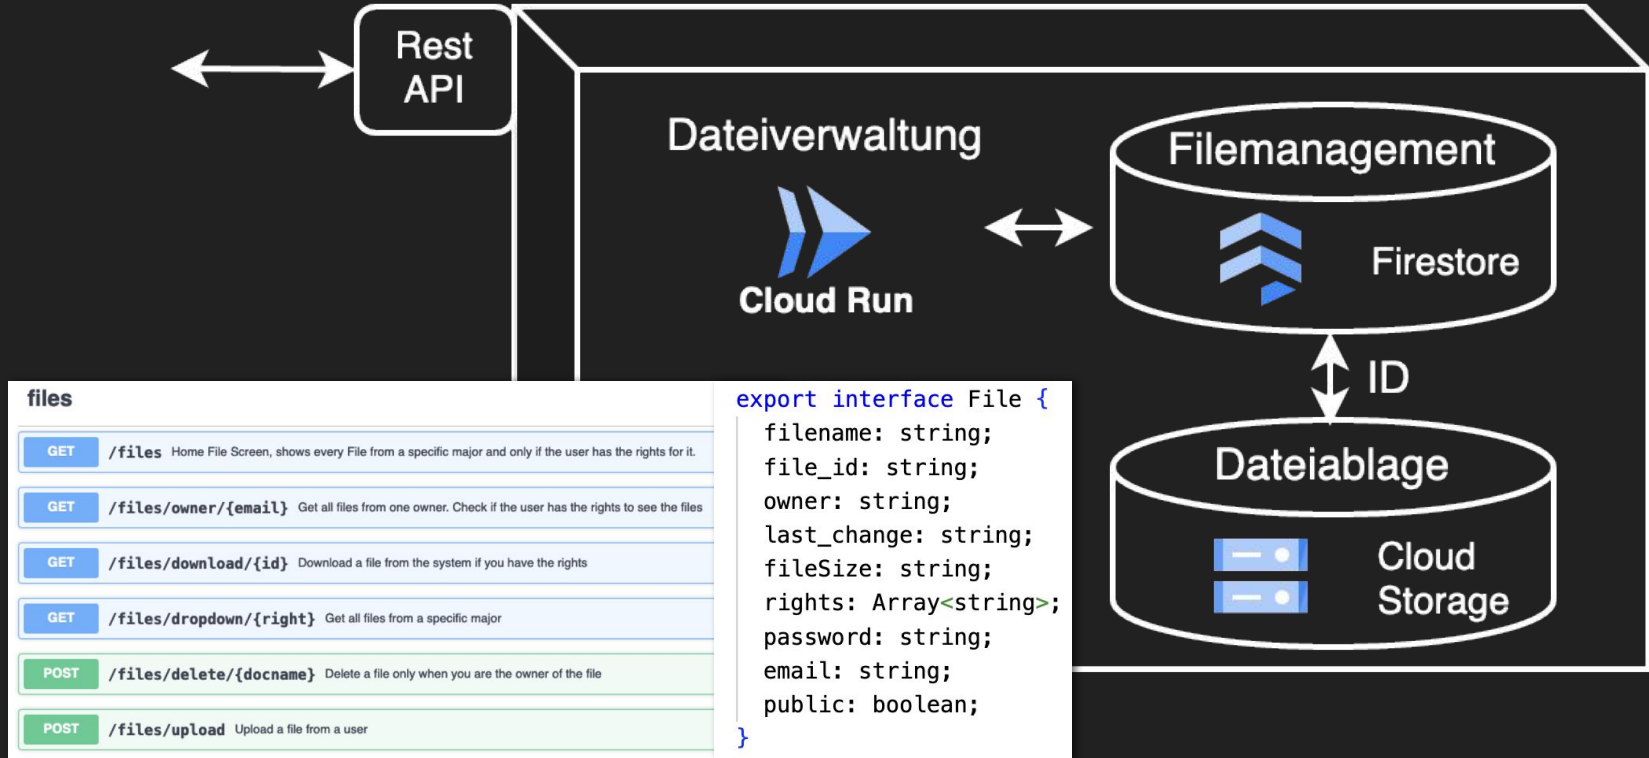 Rest
API
Dateiverwaltung
Cloud Run
Filemanagement
Firestore
ID
Dateiablage
Cloud
Storage
files
GET /files Home File Screen, shows every File from a specific major and only if the user has the rights for it.
GET /files/owner/{email} Get all files from one owner. Check if the user has the rights to see the files
GET /files/download/{id} Download a file from the system if you have the rights
GET /files/dropdown/{right} Get all files from a specific major
POST /files/delete/{docname} Delete a file only when you are the owner of the file
POST /files/upload Upload a file from a user
export interface File {
filename: string;
file_id: string;
owner: string;
last_change: string;
fileSize: string;
rights: Array<string>;
password: string;
email: string;
public: boolean;
}